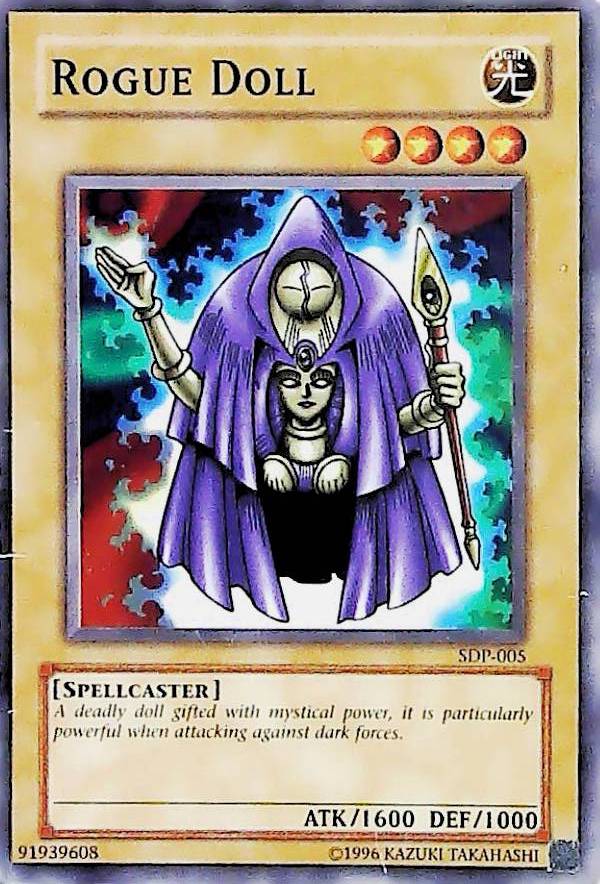 ROGUE DOLL
LIGHT
光
SDP-005
[SPELLCASTER]
A deadly doll gifted with mystical power, it is particularly
powerful when attacking against dark forces.
ATK/1600 DEF/1000
91939608
©1996 KAZUKI TAKAHASHI